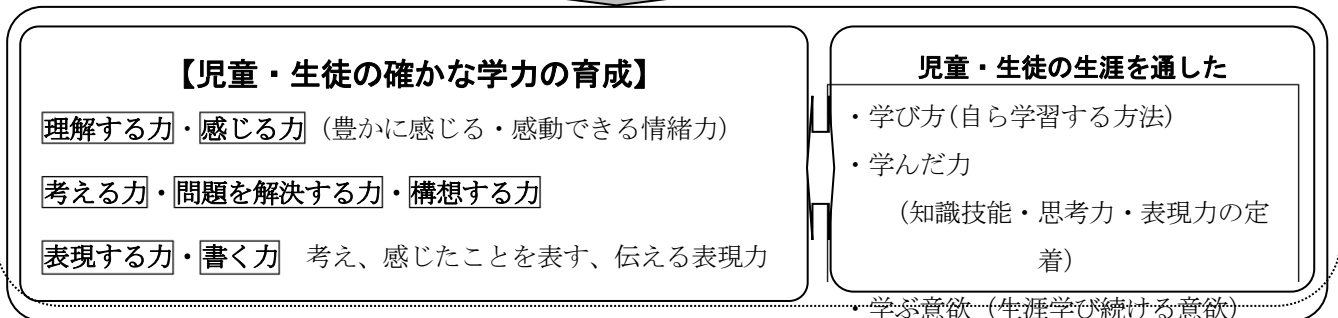 【児童・生徒の確かな学力の育成】
理解する力・感じる力（豊かに感じる・感動できる情緒力）
考える力・問題を解決する力・構想する力
表現する力・書く力　考え、感じたことを表す、伝える表現力
児童・生徒の生涯を通した
・学び方(自ら学習する方法)
・学んだ力
（知識技能・思考力・表現力の定
着）
・学ぶ意欲（生涯学び続ける意欲）